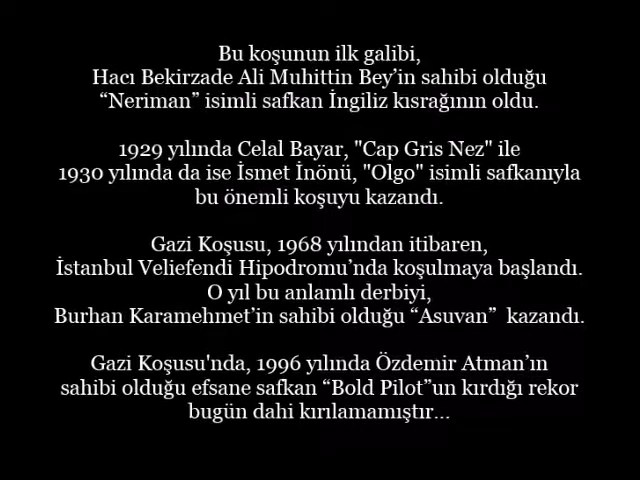 Bu koşunun ilk galibi,
Hacı Bekirzade Ali Muhittin Bey’in sahibi olduğu
“Neriman” isimli safkan İngiliz kısrağının oldu.
1929 yılında Celal Bayar, "Cap Gris Nez" ile
1930 yılında da ise İsmet İnönü, "Olgo" isimli safkanıyla
bu önemli koşuyu kazandı.
Gazi Koşusu, 1968 yılından itibaren,
İstanbul Veliefendi Hipodromu’nda koşulmaya başlandı.
O yıl bu anlamlı derbiyi,
Burhan Karamehmet’in sahibi olduğu “Asuvan”  kazandı.
Gazi Koşusu'nda, 1996 yılında Özdemir Atman’ın
sahibi olduğu efsane safkan “Bold Pilot”un kırdığı rekor
bugün dahi kırılamamıştır...